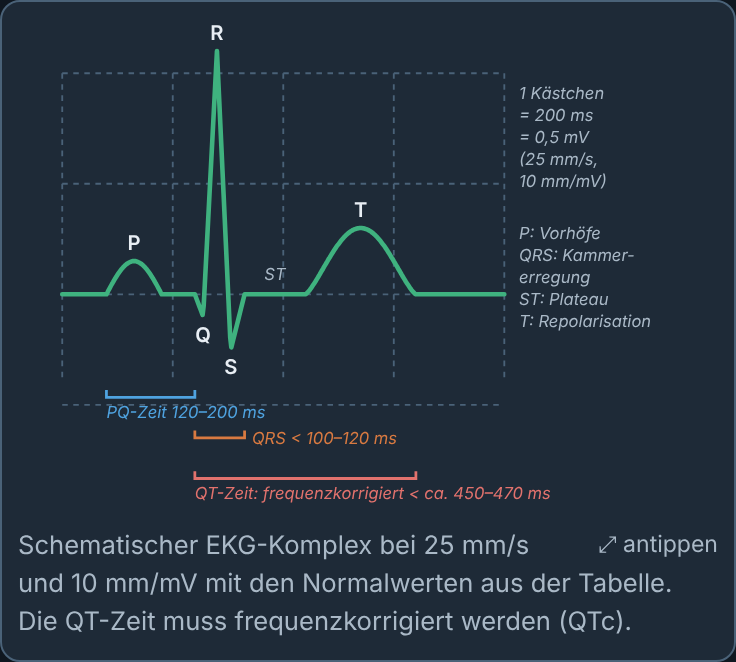 R
1 Kästchen
= 200 ms
= 0,5 mV
(25 mm/s,
10 mm/mV)
P
T
ST
P: Vorhöfe
QRS: Kammer-
erregung
ST: Plateau
T: Repolarisation
Q
S
PQ-Zeit 120–200 ms
QRS < 100–120 ms
QT-Zeit: frequenzkorrigiert < ca. 450–470 ms
Schematischer EKG-Komplex bei 25 mm/s
⤢ antippen
und 10 mm/mV mit den Normalwerten aus der Tabelle.
Die QT-Zeit muss frequenzkorrigiert werden (QTc).